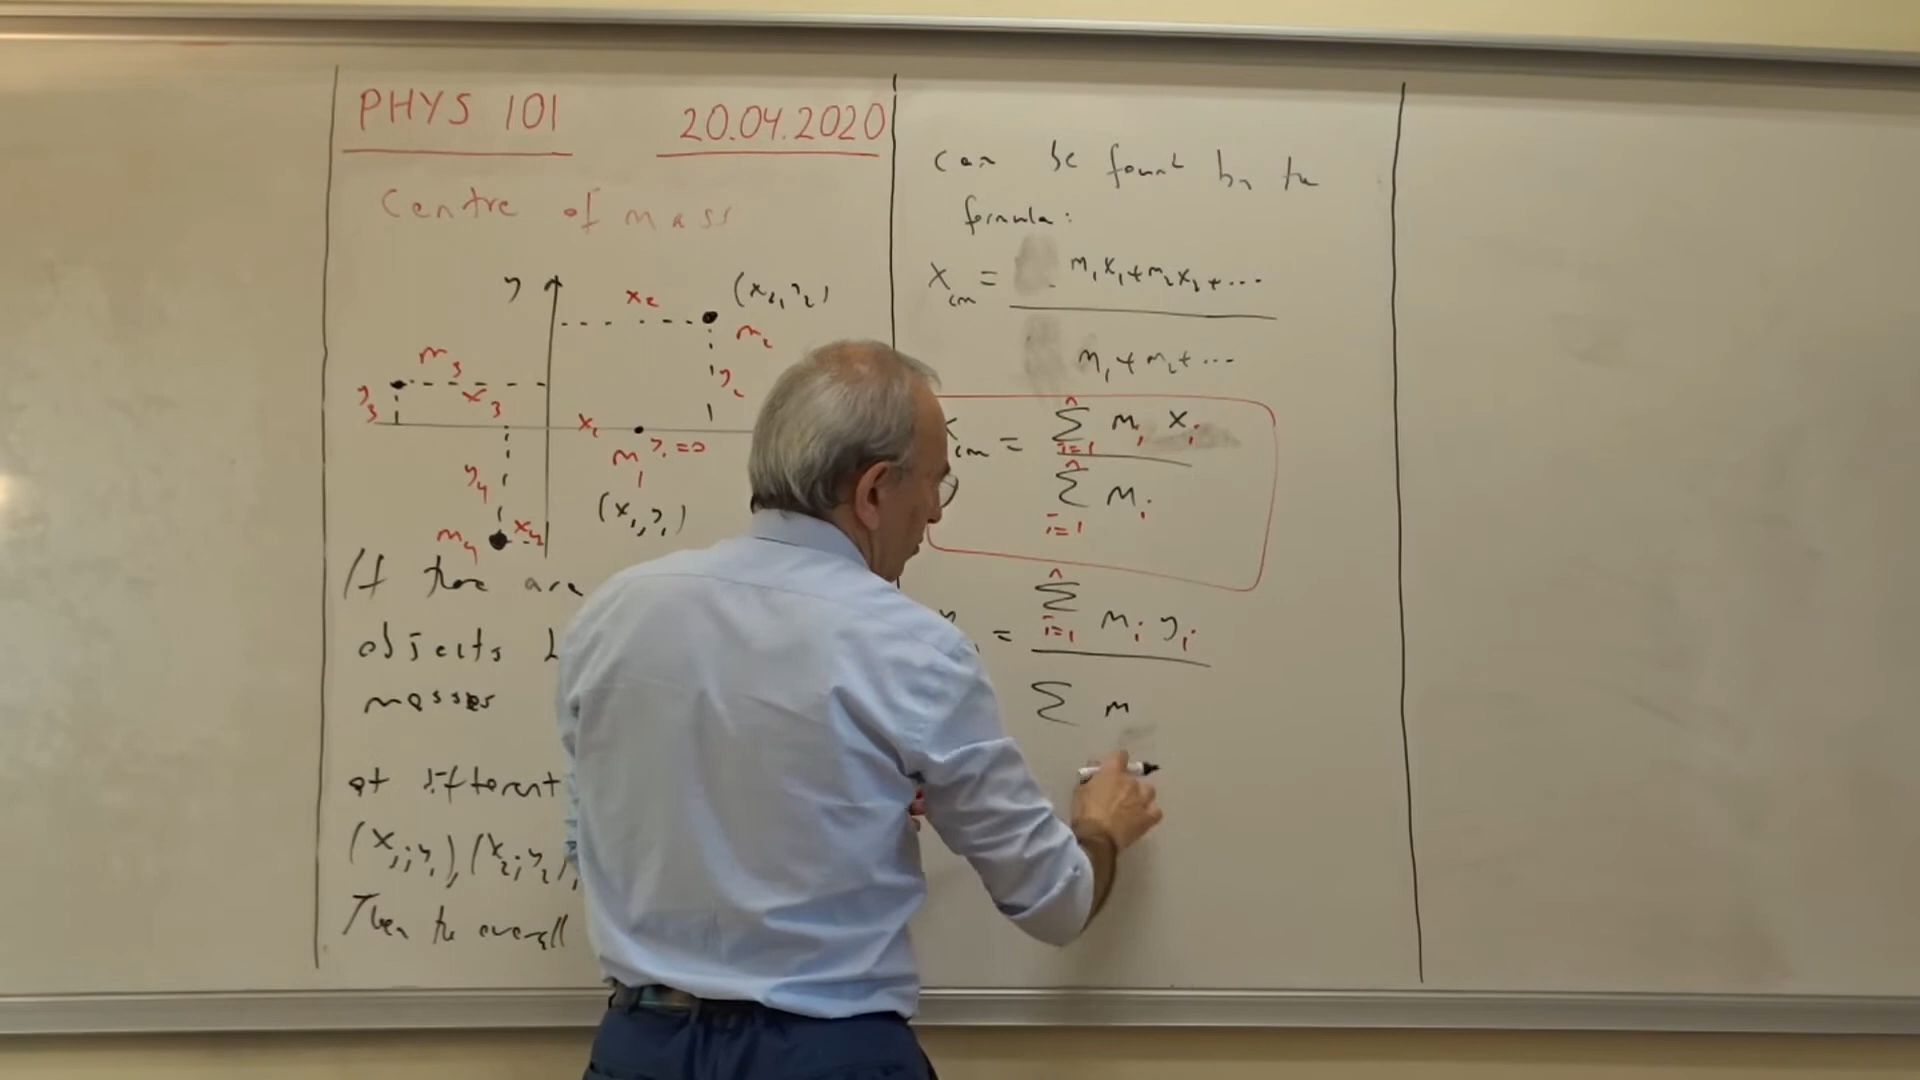 PHYS 101 20.04.2020
Centre of mass
y
x₂ (x₂, y₂)
m₂
m₃
y₃ x₃ y₂
x₁
m₁ y₁=0
y₄
(x₁, y₁)
m₄ x₄
If there are
objects
masses
at different
(x₁; y₁), (x₂; y₂),
Then the overall
can be found by the
formula:
x_cm = m₁x₁+m₂x₂+...
m₁+m₂+...
x_cm = n Σ i=1 mᵢ xᵢ
n Σ i=1 mᵢ
= n Σ i=1 mᵢ yᵢ
Σ m